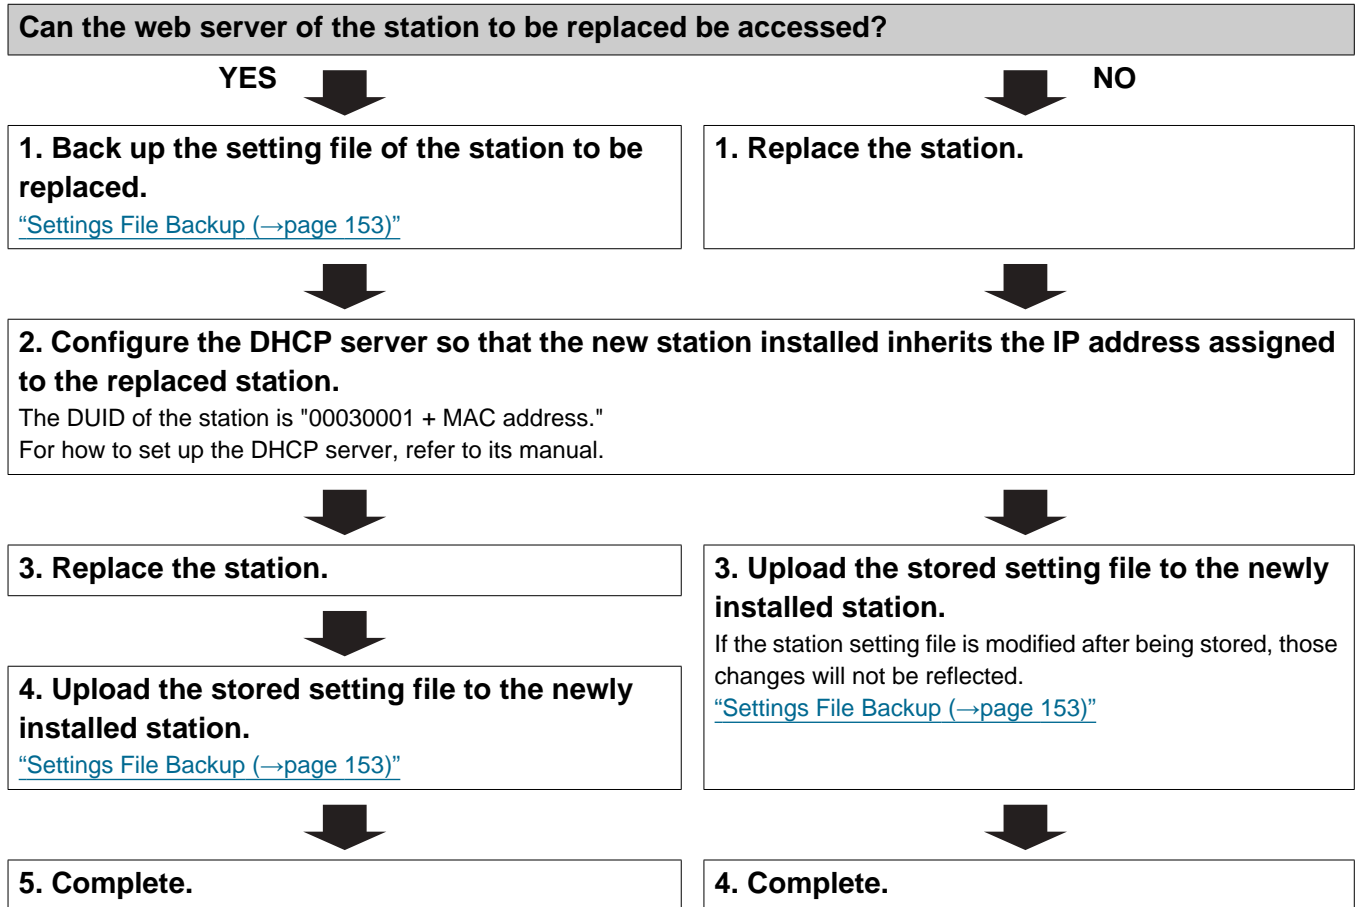 Can the web server of the station to be replaced be accessed?
YES
NO
1. Back up the setting file of the station to be
replaced.
“Settings File Backup (→page 153)”
1. Replace the station.
2. Configure the DHCP server so that the new station installed inherits the IP address assigned
to the replaced station.
The DUID of the station is "00030001 + MAC address."
For how to set up the DHCP server, refer to its manual.
3. Replace the station.
4. Upload the stored setting file to the newly
installed station.
“Settings File Backup (→page 153)”
3. Upload the stored setting file to the newly
installed station.
If the station setting file is modified after being stored, those
changes will not be reflected.
“Settings File Backup (→page 153)”
5. Complete.
4. Complete.